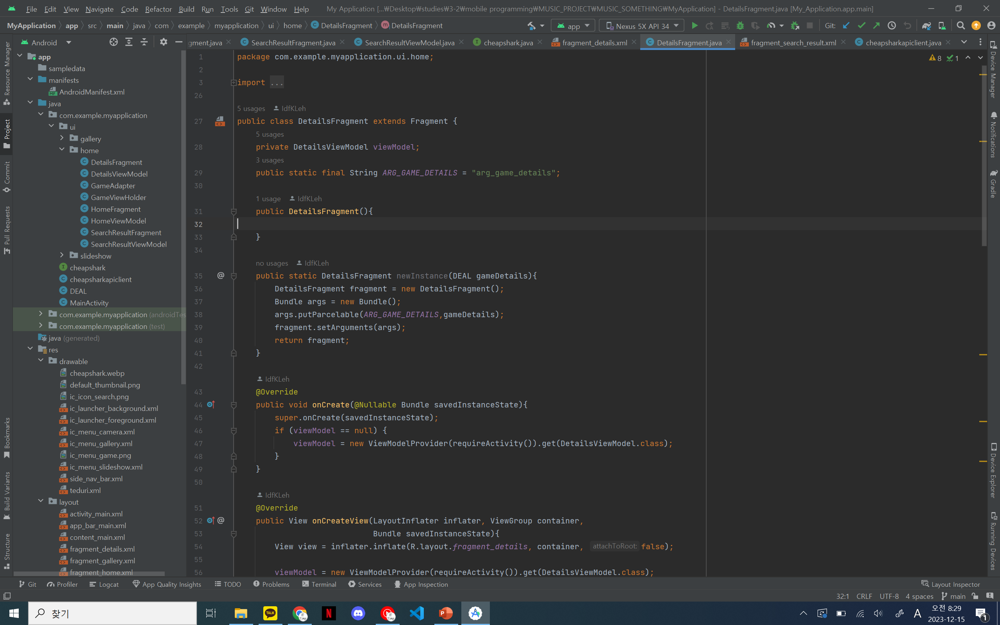 File Edit View Navigate Code Refactor Build Run Tools Git Window Help My Application [...₩Desktop₩studies₩3-2₩mobile programming₩MUSIC_PROJECT₩MUSIC_SOMETHING₩MyApplication] - DetailsFragment.java [My_Application.app.main]
MyApplication app src main java com example myapplication ui home DetailsFragment DetailsFragment app Nexus 5X API 34 Git:
Android gment.java SearchResultFragment.java SearchResultViewModel.java cheapshark.java fragment_details.xml DetailsFragment.java fragment_search_result.xml cheapsharkapiclient.java
Resource Manager
Project
Commit
Pull Requests
Bookmarks
Build Variants
Structure
app
sampledata
manifests
AndroidManifest.xml
java
com.example.myapplication
ui
gallery
home
DetailsFragment
DetailsViewModel
GameAdapter
GameViewHolder
HomeFragment
HomeViewModel
SearchResultFragment
SearchResultViewModel
slideshow
cheapshark
cheapsharkapiclient
DEAL
MainActivity
com.example.myapplication (androidTes
com.example.myapplication (test)
java (generated)
res
drawable
cheapshark.webp
default_thumbnail.png
ic_icon_search.png
ic_launcher_background.xml
ic_launcher_foreground.xml
ic_menu_camera.xml
ic_menu_gallery.xml
ic_menu_game.png
ic_menu_slideshow.xml
side_nav_bar.xml
teduri.xml
layout
activity_main.xml
app_bar_main.xml
content_main.xml
fragment_details.xml
fragment_gallery.xml
fragment_home.xml
8 1
1 package com.example.myapplication.ui.home;
2
3 import ...
26
5 usages IdfKLeh
27 public class DetailsFragment extends Fragment {
5 usages
28 private DetailsViewModel viewModel;
3 usages
29 public static final String ARG_GAME_DETAILS = "arg_game_details";
30
1 usage IdfKLeh
31 public DetailsFragment(){
32
33 }
34
no usages IdfKLeh
35 @ public static DetailsFragment newInstance(DEAL gameDetails){
36 DetailsFragment fragment = new DetailsFragment();
37 Bundle args = new Bundle();
38 args.putParcelable(ARG_GAME_DETAILS,gameDetails);
39 fragment.setArguments(args);
40 return fragment;
41 }
42
IdfKLeh
43 @Override
44 public void onCreate(@Nullable Bundle savedInstanceState){
45 super.onCreate(savedInstanceState);
46 if (viewModel == null) {
47 viewModel = new ViewModelProvider(requireActivity()).get(DetailsViewModel.class);
48 }
49 }
50
IdfKLeh
51 @Override
52 @ public View onCreateView(LayoutInflater inflater, ViewGroup container,
53 Bundle savedInstanceState){
54 View view = inflater.inflate(R.layout.fragment_details, container, attachToRoot: false);
55
56 viewModel = new ViewModelProvider(requireActivity()).get(DetailsViewModel.class);
Device Manager
Notifications
Gradle
Device Explorer
Running Devices
Git Profiler Logcat App Quality Insights TODO Problems Terminal Services App Inspection Layout Inspector
32:1 CRLF UTF-8 4 spaces main
찾기 TALK A 오전 8:29
2023-12-15 1